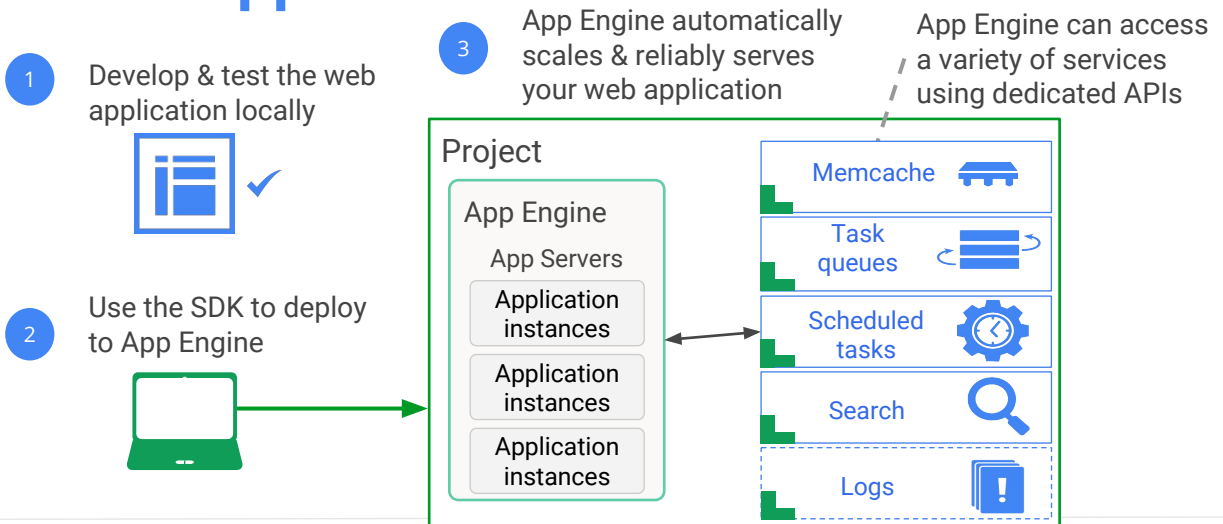 1
Develop & test the web
application locally
2
Use the SDK to deploy
to App Engine
3
App Engine automatically
scales & reliably serves
your web application
App Engine can access
a variety of services
using dedicated APIs
Project
App Engine
App Servers
Application
instances
Application
instances
Application
instances
Memcache
Task
queues
Scheduled
tasks
Search
Logs
!